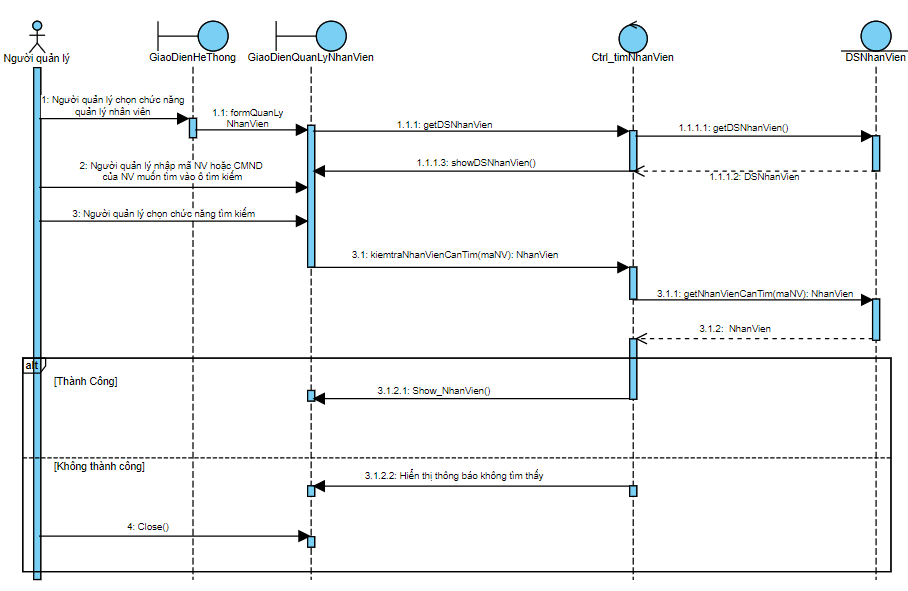 Người quản lý
GiaoDienHeThong
GiaoDienQuanLyNhanVien
Ctrl_timNhanVien
DSNhanVien
1: Người quản lý chọn chức năng
quản lý nhân viên
1.1: formQuanLy
NhanVien
1.1.1: getDSNhanVien
1.1.1.1: getDSNhanVien()
1.1.1.3: showDSNhanVien()
1.1.1.2: DSNhanVien
2: Người quản lý nhập mã NV hoặc CMND
của NV muốn tìm vào ô tìm kiếm
3: Người quản lý chọn chức năng tìm kiếm
3.1: kiemtraNhanVienCanTim(maNV): NhanVien
3.1.1: getNhanVienCanTim(maNV): NhanVien
3.1.2: NhanVien
alt
[Thành Công]
3.1.2.1: Show_NhanVien()
[Không thành công]
3.1.2.2: Hiển thị thông báo không tìm thấy
4: Close()